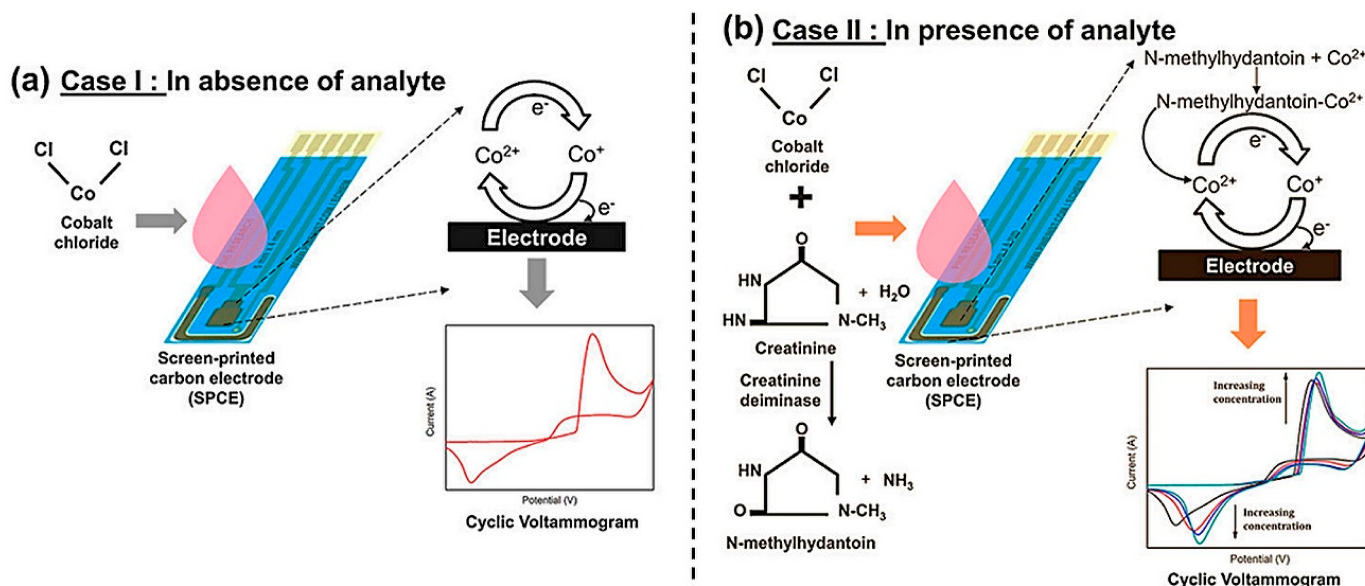 (a) Case I : In absence of analyte
Cl
Cl
Co
Cobalt
chloride
Screen-printed
carbon electrode
(SPCE)
e-
Co2+
Co+
e-
Electrode
Current (A)
Potential (V)
Cyclic Voltammogram
(b) Case II : In presence of analyte
Cl
Cl
Co
Cobalt
chloride
+
O
HN
HN
N-CH3
+ H2O
Creatinine
Creatinine
deiminase
O
HN
O
N-CH3
+ NH3
N-methylhydantoin
Screen-printed
carbon electrode
(SPCE)
N-methylhydantoin + Co2+
N-methylhydantoin-Co2+
e-
Co2+
Co+
e-
Electrode
Increasing
concentration
Increasing
concentration
Current (A)
Potential (V)
Cyclic Voltammogram